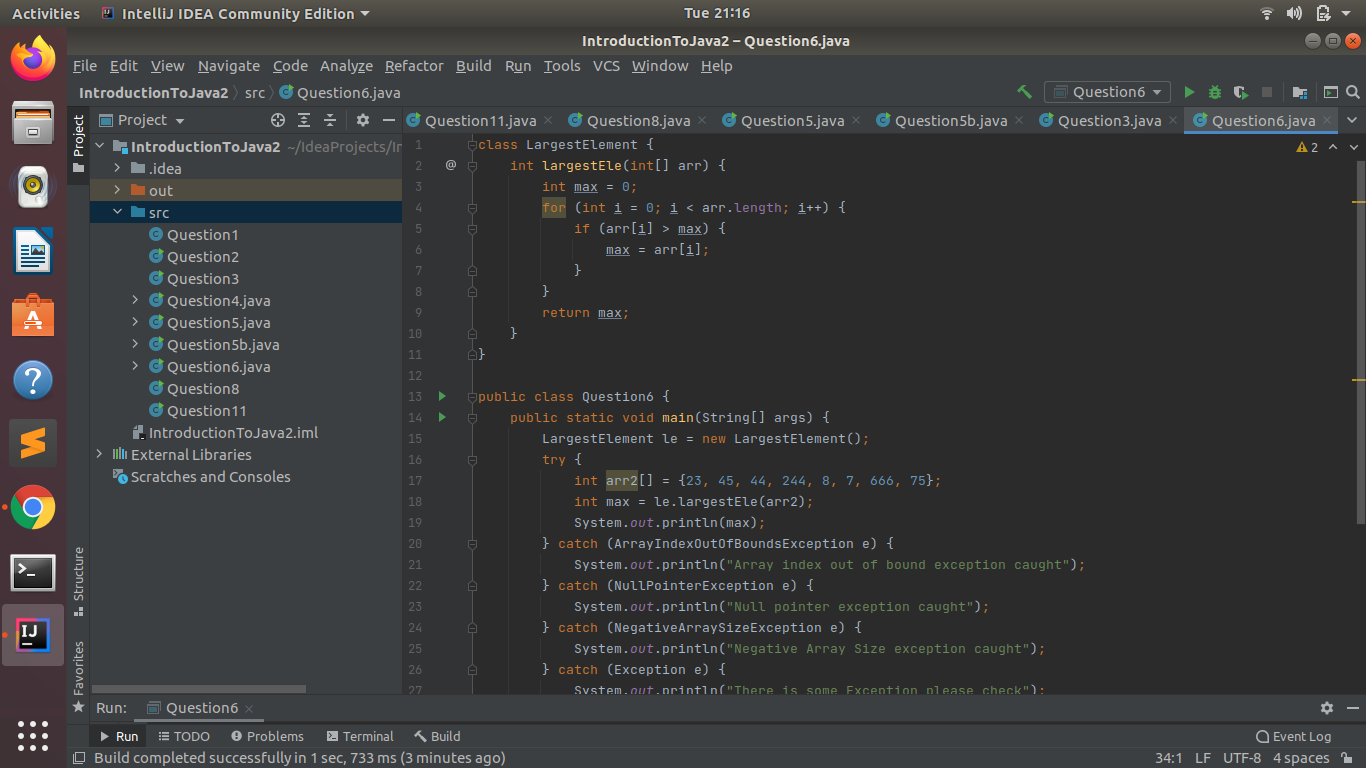 Activities IntelliJ IDEA Community Edition Tue 21:16
IntroductionToJava2 – Question6.java
File Edit View Navigate Code Analyze Refactor Build Run Tools VCS Window Help
IntroductionToJava2 src Question6.java Question6
Project
Project
Question11.java Question8.java Question5.java Question5b.java Question3.java Question6.java
IntroductionToJava2 ~/IdeaProjects/
.idea
out
src
Question1
Question2
Question3
Question4.java
Question5.java
Question5b.java
Question6.java
Question8
Question11
IntroductionToJava2.iml
External Libraries
Scratches and Consoles
Structure
Favorites
2
1 class LargestElement {
2 @ int largestEle(int[] arr) {
3 int max = 0;
4 for (int i = 0; i < arr.length; i++) {
5 if (arr[i] > max) {
6 max = arr[i];
7 }
8 }
9 return max;
10 }
11 }
12
13 public class Question6 {
14 public static void main(String[] args) {
15 LargestElement le = new LargestElement();
16 try {
17 int arr2[] = {23, 45, 44, 244, 8, 7, 666, 75};
18 int max = le.largestEle(arr2);
19 System.out.println(max);
20 } catch (ArrayIndexOutOfBoundsException e) {
21 System.out.println("Array index out of bound exception caught");
22 } catch (NullPointerException e) {
23 System.out.println("Null pointer exception caught");
24 } catch (NegativeArraySizeException e) {
25 System.out.println("Negative Array Size exception caught");
26 } catch (Exception e) {
27 System.out.println("There is some Exception please check");
Run: Question6
Run TODO Problems Terminal Build Event Log
Build completed successfully in 1 sec, 733 ms (3 minutes ago) 34:1 LF UTF-8 4 spaces